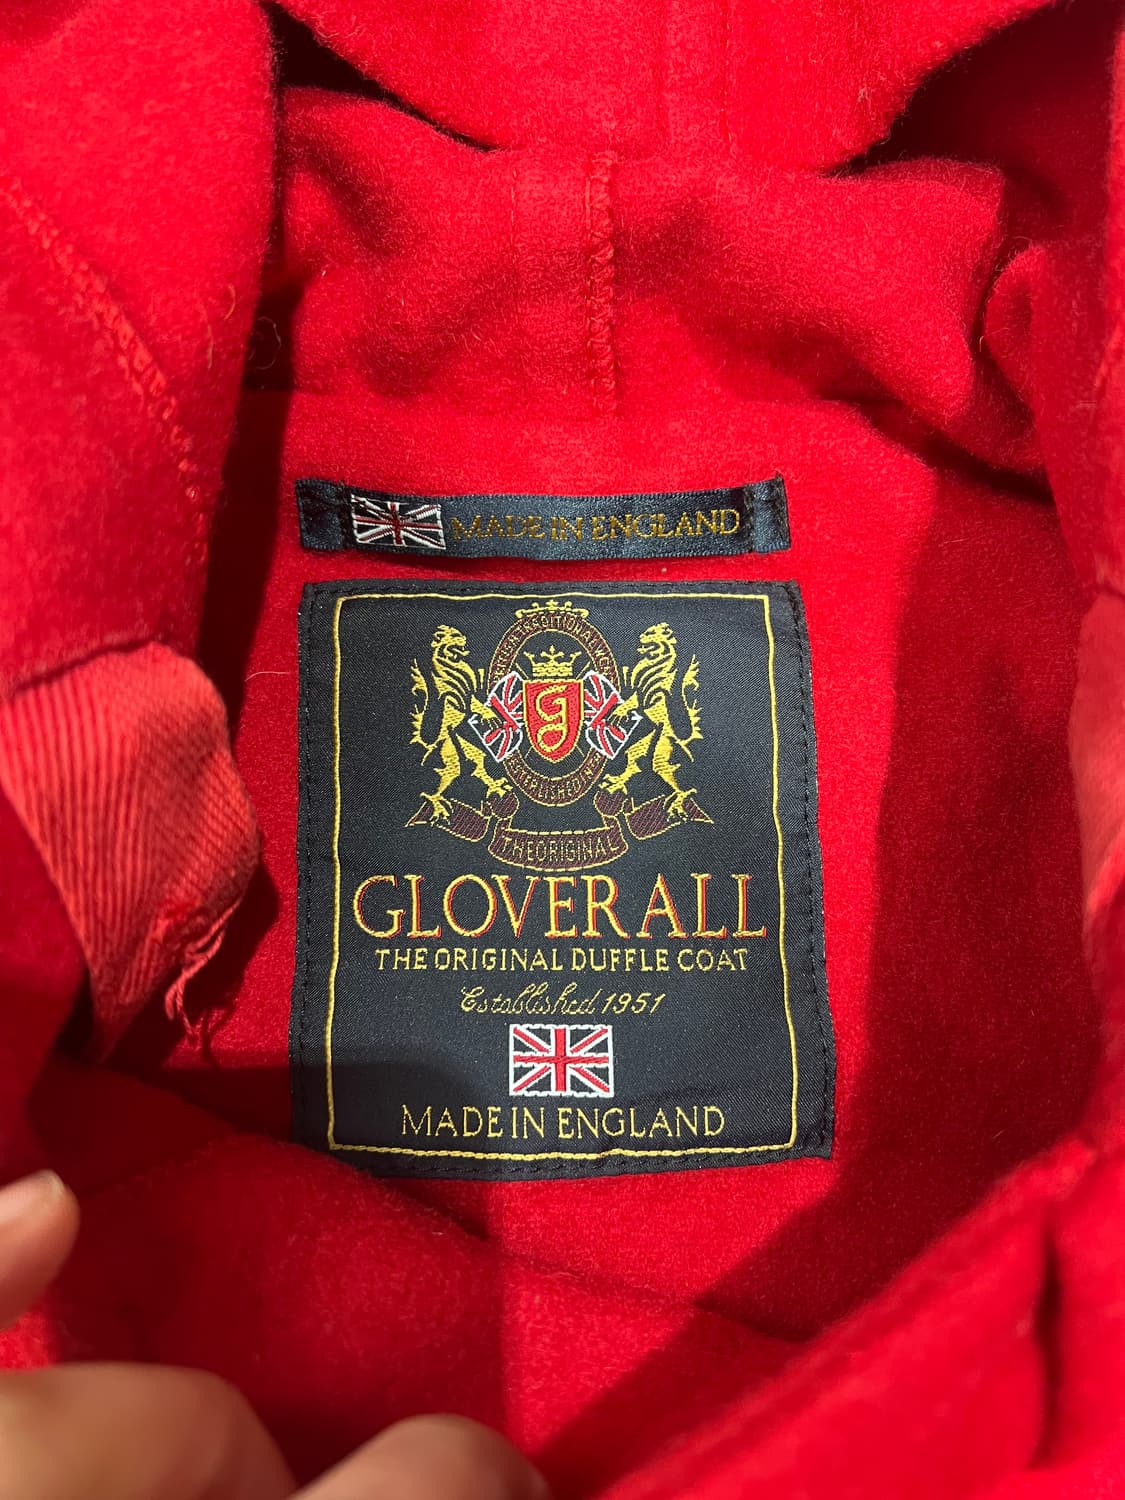 MADE IN ENGLAND
g
THE ORIGINAL
GLOVERALL
THE ORIGINAL DUFFLE COAT
Established 1951
MADE IN ENGLAND